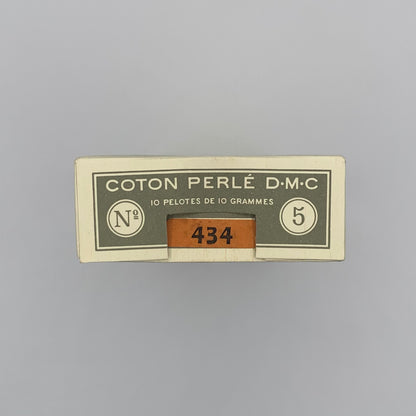 COTON PERLÉ D·M·C
10 PELOTES DE 10 GRAMMES
Nº 5
434